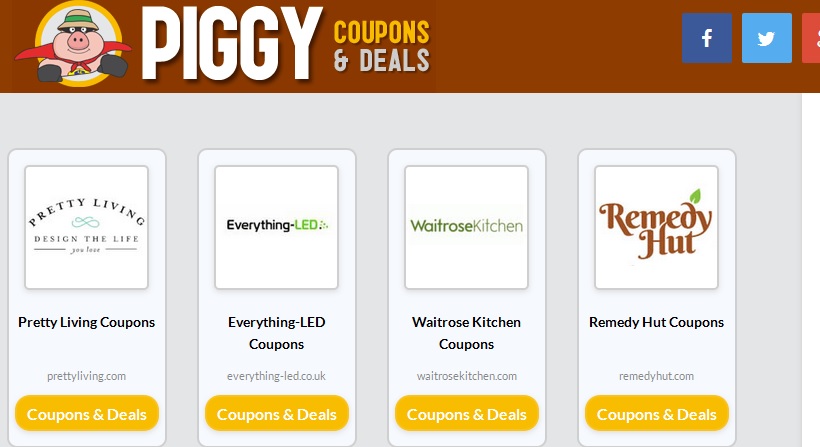 PIGGY COUPONS
& DEALS
f
PRETTY LIVING
DESIGN THE LIFE
you love
Everything-LED
WaitroseKitchen
Remedy
Hut
Pretty Living Coupons
Everything-LED
Coupons
Waitrose Kitchen
Coupons
Remedy Hut Coupons
prettyliving.com
everything-led.co.uk
waitrosekitchen.com
remedyhut.com
Coupons & Deals
Coupons & Deals
Coupons & Deals
Coupons & Deals